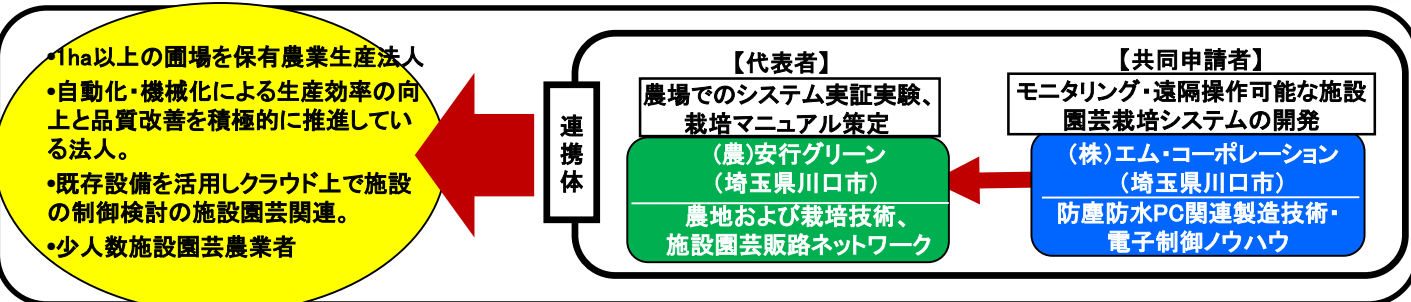 •1ha以上の圃場を保有農業生産法人
•自動化・機械化による生産効率の向
上と品質改善を積極的に推進してい
る法人。
•既存設備を活用しクラウド上で施設
の制御検討の施設園芸関連。
•少人数施設園芸農業者
連携体
【代表者】
農場でのシステム実証実験、
栽培マニュアル策定
(農)安行グリーン
(埼玉県川口市)
農地および栽培技術、
施設園芸販路ネットワーク
【共同申請者】
モニタリング・遠隔操作可能な施設
園芸栽培システムの開発
(株)エム・コーポレーション
(埼玉県川口市)
防塵防水PC関連製造技術・
電子制御ノウハウ